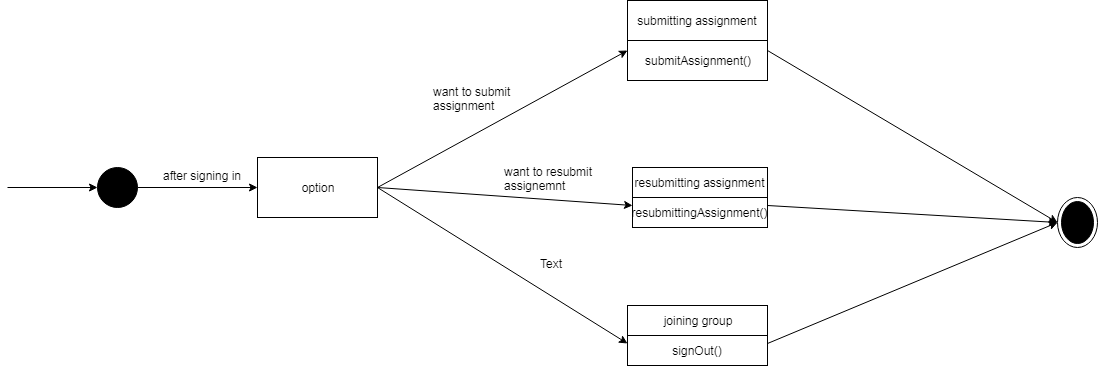 submitting assignment
submitAssignment()
want to submit
assignment
after signing in
option
want to resubmit
assignemnt
resubmitting assignment
resubmittingAssignment()
Text
joining group
signOut()